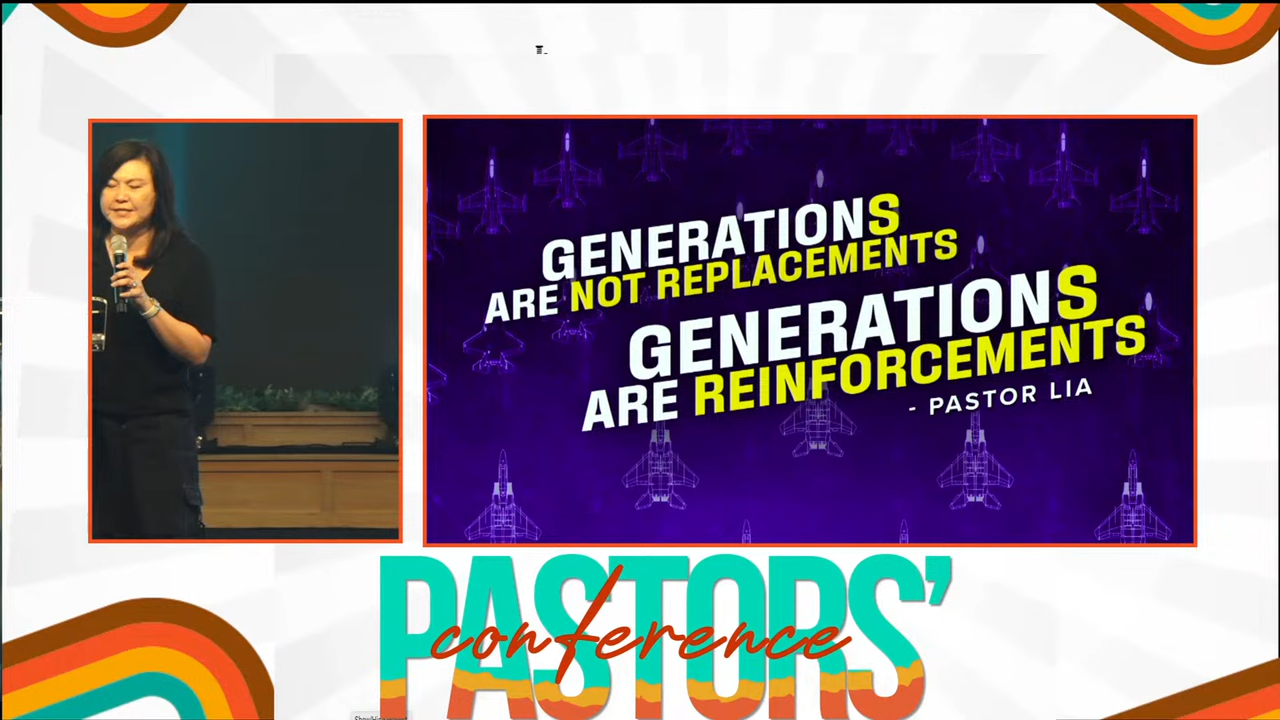 GENERATIONS
ARE NOT REPLACEMENTS
GENERATIONS
ARE REINFORCEMENTS
- PASTOR LIA
PASTORS'
conference